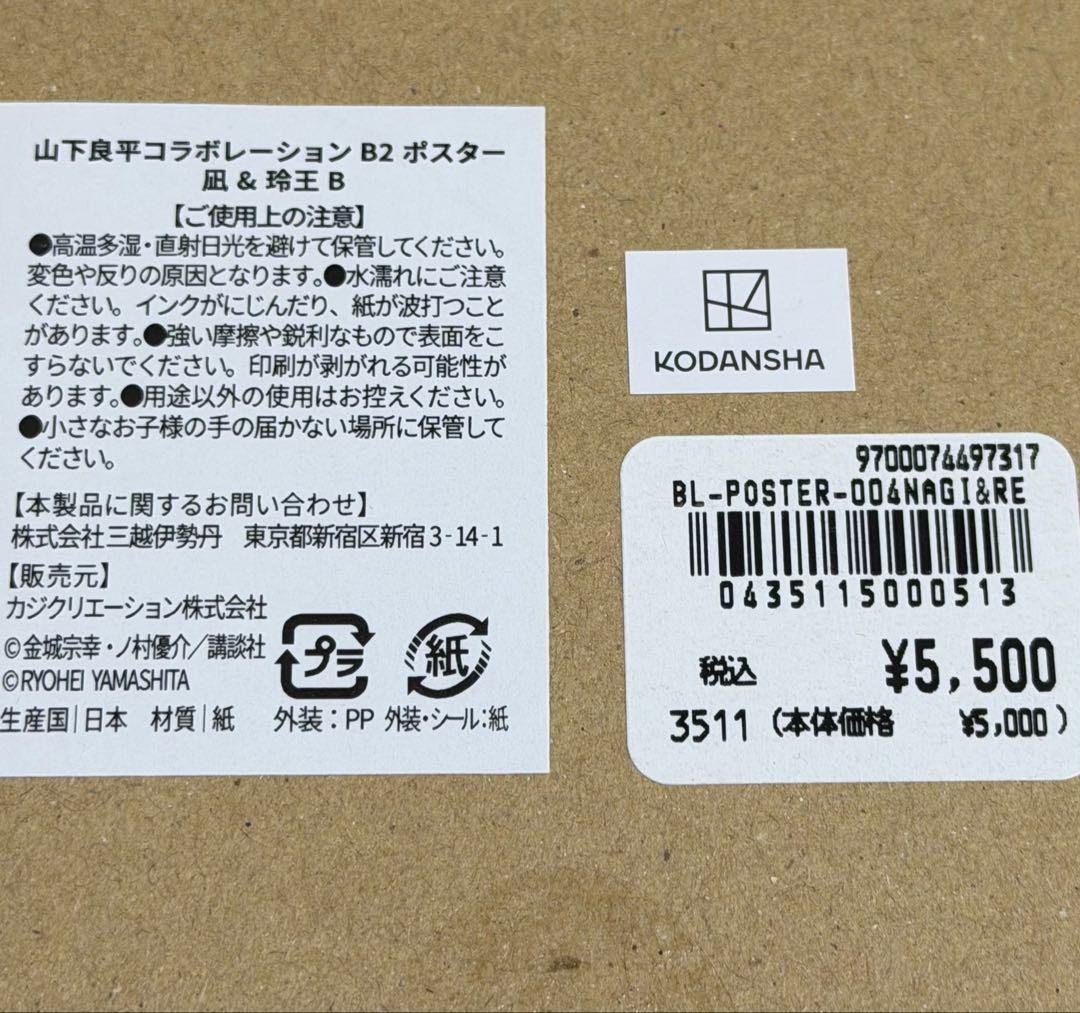 山下良平コラボレーション B2 ポスター
凪 & 玲王 B
【ご使用上の注意】
●高温多湿・直射日光を避けて保管してください。
変色や反りの原因となります。●水濡れにご注意
ください。インクがにじんだり、紙が波打つこと
があります。●強い摩擦や鋭利なもので表面をこ
すらないでください。印刷が剥がれる可能性が
あります。●用途以外の使用はお控えください。
●小さなお子様の手の届かない場所に保管して
ください。
【本製品に関するお問い合わせ】
株式会社三越伊勢丹 東京都新宿区新宿3-14-1
【販売元】
カジクリエーション株式会社
©金城宗幸・ノ村優介／講談社
©RYOHEI YAMASHITA
プラ
紙
生産国|日本 材質|紙 外装：PP 外装・シール：紙
KODANSHA
9700074497317
BL-POSTER-004NAGI&RE
0435115000513
税込 ¥5,500
3511 (本体価格 ¥5,000)